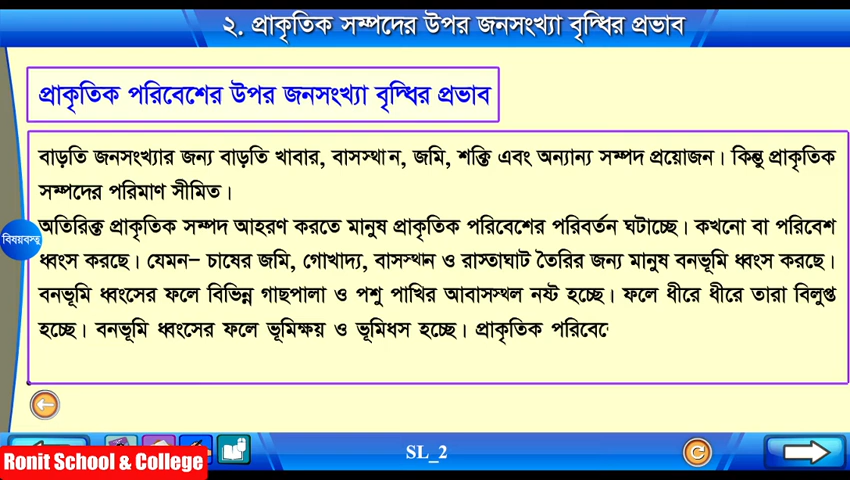 ২. প্রাকৃতিক সম্পদের উপর জনসংখ্যা বৃদ্ধির প্রভাব
প্রাকৃতিক পরিবেশের উপর জনসংখ্যা বৃদ্ধির প্রভাব
বাড়তি জনসংখ্যার জন্য বাড়তি খাবার, বাসস্থান, জমি, শক্তি এবং অন্যান্য সম্পদ প্রয়োজন। কিন্তু প্রাকৃতিক
সম্পদের পরিমাণ সীমিত।
অতিরিক্ত প্রাকৃতিক সম্পদ আহরণ করতে মানুষ প্রাকৃতিক পরিবেশের পরিবর্তন ঘটাচ্ছে। কখনো বা পরিবেশ
ধ্বংস করছে। যেমন– চাষের জমি, গোখাদ্য, বাসস্থান ও রাস্তাঘাট তৈরির জন্য মানুষ বনভূমি ধ্বংস করছে।
বনভূমি ধ্বংসের ফলে বিভিন্ন গাছপালা ও পশু পাখির আবাসস্থল নষ্ট হচ্ছে। ফলে ধীরে ধীরে তারা বিলুপ্ত
হচ্ছে। বনভূমি ধ্বংসের ফলে ভূমিক্ষয় ও ভূমিধস হচ্ছে। প্রাকৃতিক পরিবে
বিষয়বস্তু
SL_2
Ronit School & College